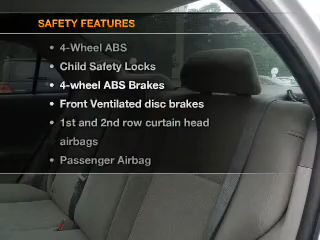 SAFETY FEATURES
• 4-Wheel ABS
• Child Safety Locks
• 4-wheel ABS Brakes
• Front Ventilated disc brakes
• 1st and 2nd row curtain head
airbags
• Passenger Airbag